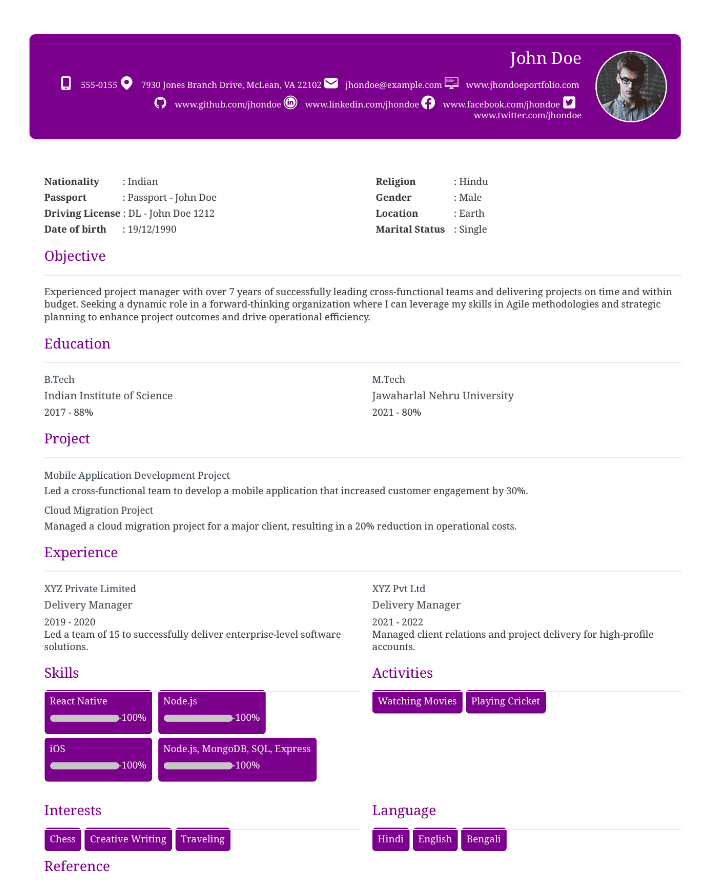 John Doe
555-0155 7930 Jones Branch Drive, McLean, VA 22102 jhondoe@example.com www.jhondoeportfolio.com
www.github.com/jhondoe www.linkedin.com/jhondoe www.facebook.com/jhondoe
www.twitter.com/jhondoe
Nationality : Indian
Passport : Passport - John Doe
Driving License : DL - John Doe 1212
Date of birth : 19/12/1990
Religion : Hindu
Gender : Male
Location : Earth
Marital Status : Single
Objective
Experienced project manager with over 7 years of successfully leading cross-functional teams and delivering projects on time and within
budget. Seeking a dynamic role in a forward-thinking organization where I can leverage my skills in Agile methodologies and strategic
planning to enhance project outcomes and drive operational efficiency.
Education
B.Tech
Indian Institute of Science
2017 - 88%
M.Tech
Jawaharlal Nehru University
2021 - 80%
Project
Mobile Application Development Project
Led a cross-functional team to develop a mobile application that increased customer engagement by 30%.
Cloud Migration Project
Managed a cloud migration project for a major client, resulting in a 20% reduction in operational costs.
Experience
XYZ Private Limited
Delivery Manager
2019 - 2020
Led a team of 15 to successfully deliver enterprise-level software
solutions.
XYZ Pvt Ltd
Delivery Manager
2021 - 2022
Managed client relations and project delivery for high-profile
accounts.
Skills
React Native
100%
Node.js
100%
iOS
100%
Node.js, MongoDB, SQL, Express
100%
Activities
Watching Movies
Playing Cricket
Interests
Chess
Creative Writing
Traveling
Language
Hindi
English
Bengali
Reference